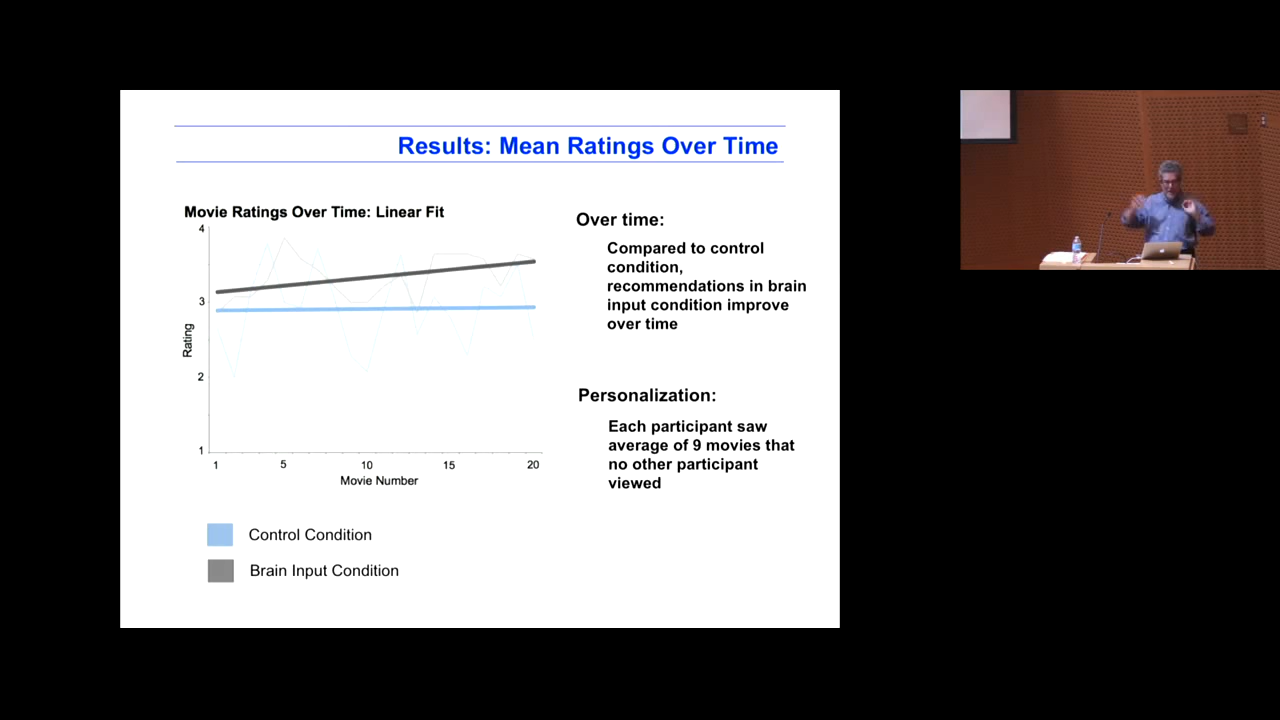 Results: Mean Ratings Over Time
Movie Ratings Over Time: Linear Fit
4
3
2
1
Rating
1 5 10 15 20
Movie Number
Control Condition
Brain Input Condition
Over time:
Compared to control
condition,
recommendations in brain
input condition improve
over time
Personalization:
Each participant saw
average of 9 movies that
no other participant
viewed